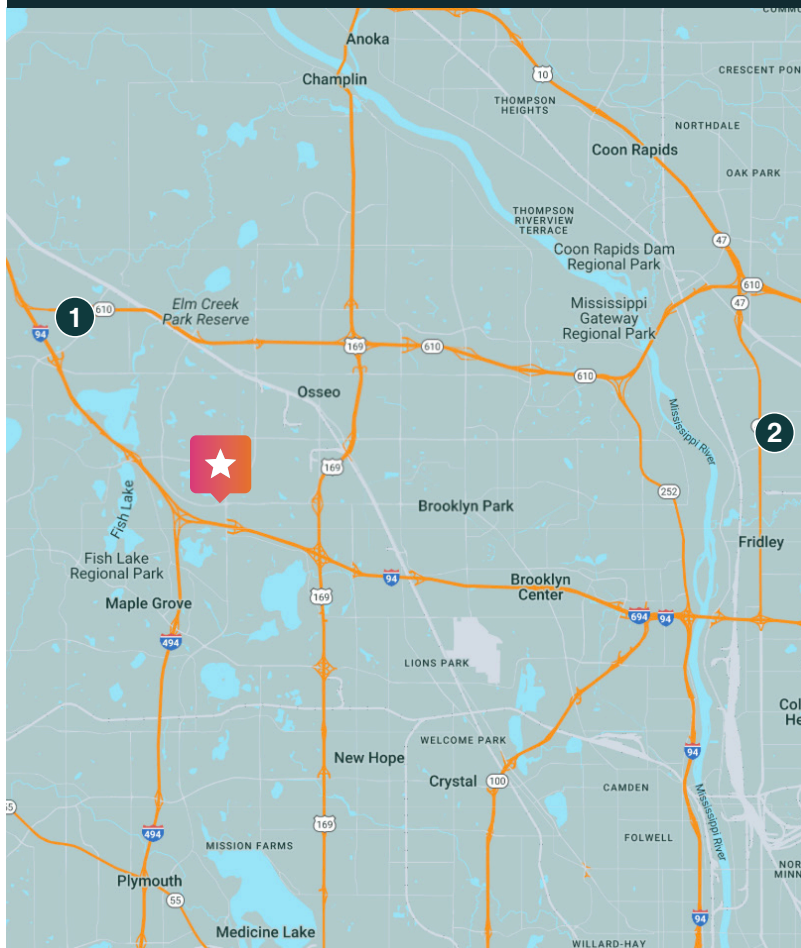 Anoka
Champlin
10
CRESCENT PON
THOMPSON
HEIGHTS
NORTHDALE
Coon Rapids
OAK PARK
THOMPSON
RIVERVIEW
TERRACE
47
Coon Rapids Dam
Regional Park
610
47
Elm Creek
Park Reserve
Mississippi
Gateway
Regional Park
1
610
94
169
610
610
Osseo
Mississippi River
2
169
252
Fish Lake
Brooklyn Park
Fridley
Fish Lake
Regional Park
94
Brooklyn
Center
169
Maple Grove
694
94
494
LIONS PARK
Col
He
WELCOME PARK
New Hope
94
Crystal
100
CAMDEN
55
Mississippi River
169
494
FOLWELL
MISSION FARMS
NOR
MINN
Plymouth
55
94
Medicine Lake
WILLARD-HAY